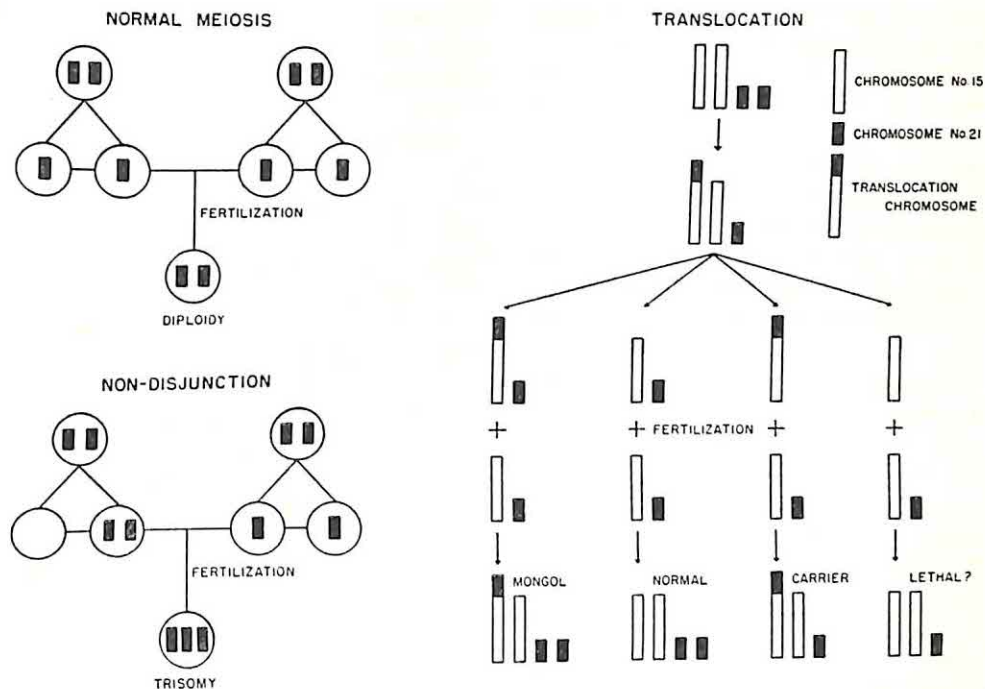 NORMAL MEIOSIS
FERTILIZATION
DIPLOIDY
NON-DISJUNCTION
FERTILIZATION
TRISOMY
TRANSLOCATION
CHROMOSOME No. 15
CHROMOSOME No. 21
TRANSLOCATION
CHROMOSOME
+ + FERTILIZATION + +
MONGOL NORMAL CARRIER LETHAL?